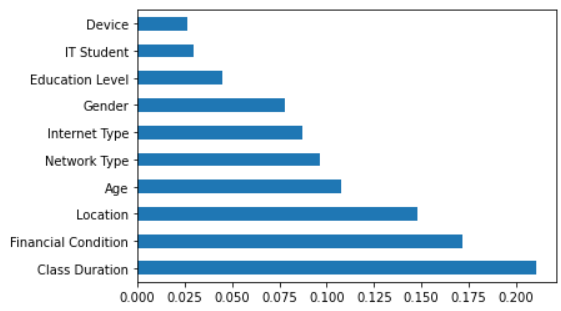 Device
IT Student
Education Level
Gender
Internet Type
Network Type
Age
Location
Financial Condition
Class Duration
0.000 0.025 0.050 0.075 0.100 0.125 0.150 0.175 0.200